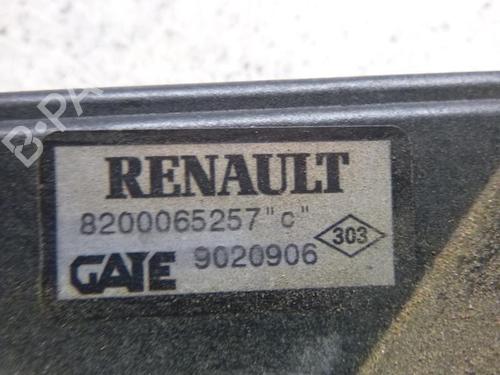 RENAULT
8200065257"c"
303
GATE 9020906
B-PA